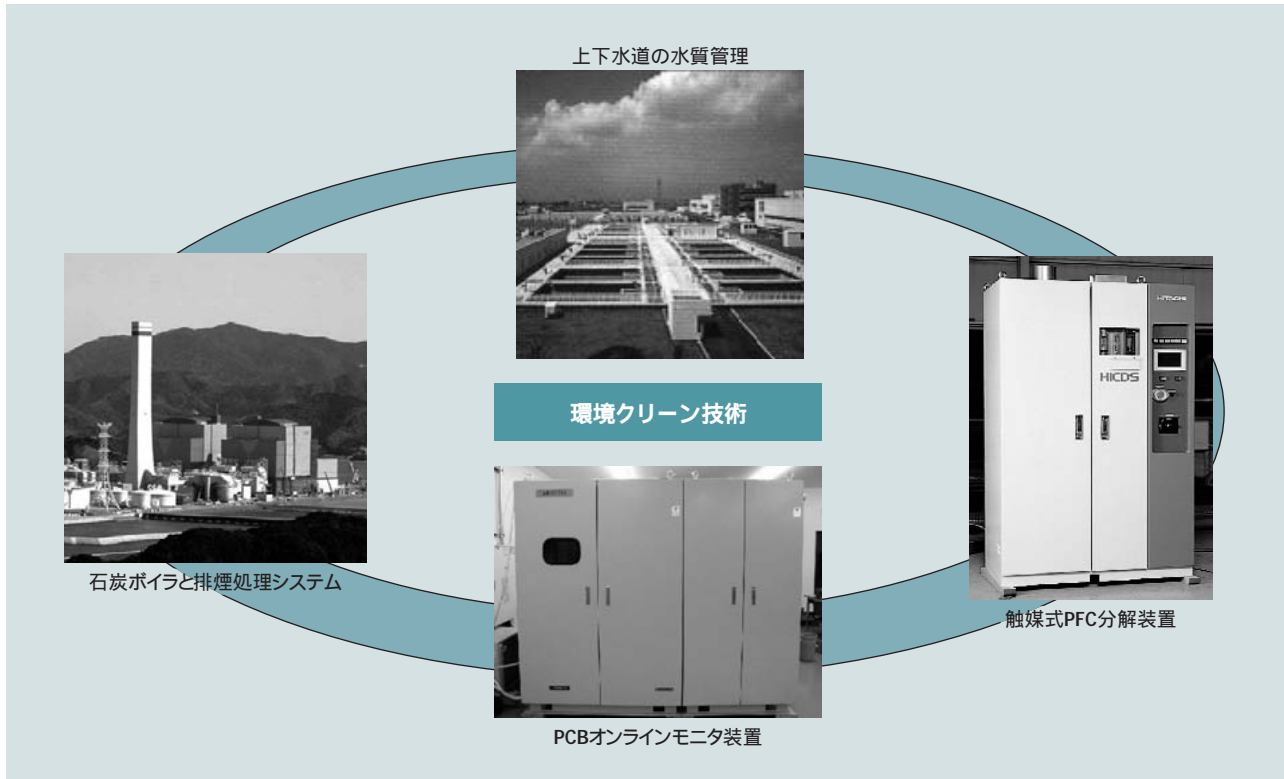 上下水道の水質管理
石炭ボイラと排煙処理システム
環境クリーン技術
HITACHI
HICDS
触媒式PFC分解装置
PCBオンラインモニタ装置